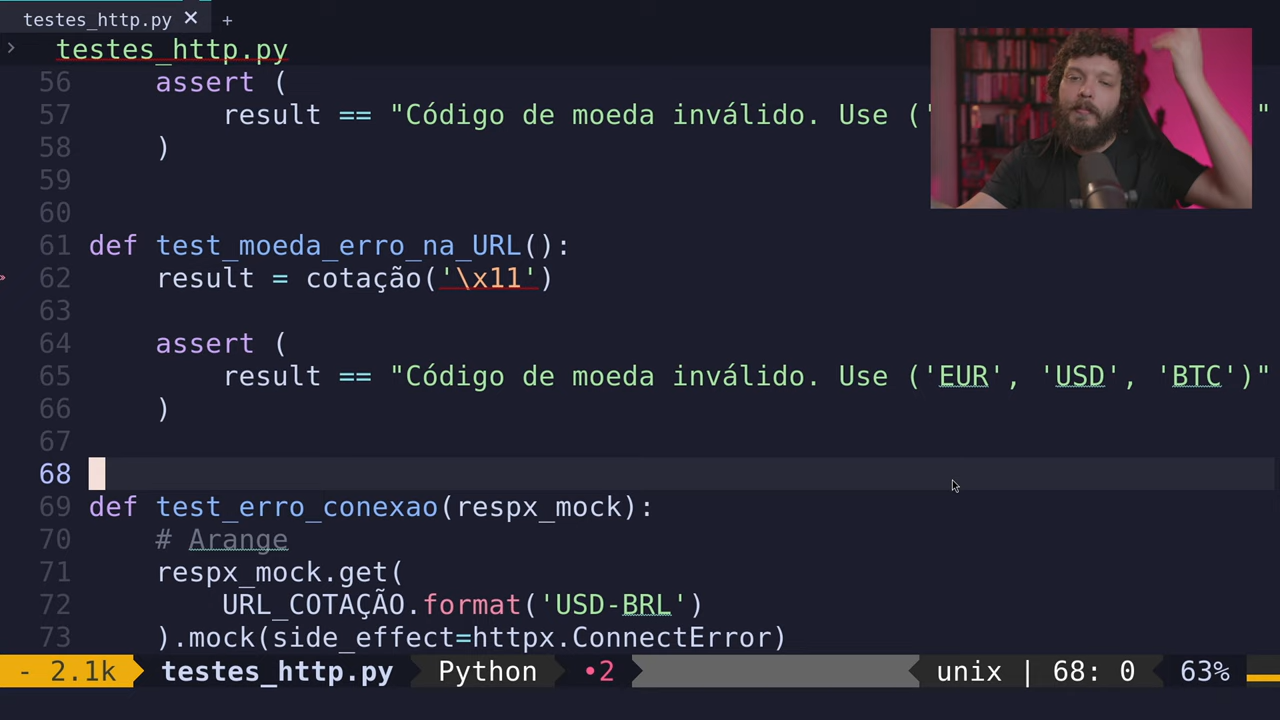 testes_http.py ✕ +
> testes_http.py
56 assert (
57 result == "Código de moeda inválido. Use (' "
58 )
59
60
61 def test_moeda_erro_na_URL():
62 result = cotação('\x11')
63
64 assert (
65 result == "Código de moeda inválido. Use ('EUR', 'USD', 'BTC')"
66 )
67
68
69 def test_erro_conexao(respx_mock):
70 # Arange
71 respx_mock.get(
72 URL_COTAÇÃO.format('USD-BRL')
73 ).mock(side_effect=httpx.ConnectError)
- 2.1k testes_http.py Python •2 unix | 68: 0 63%